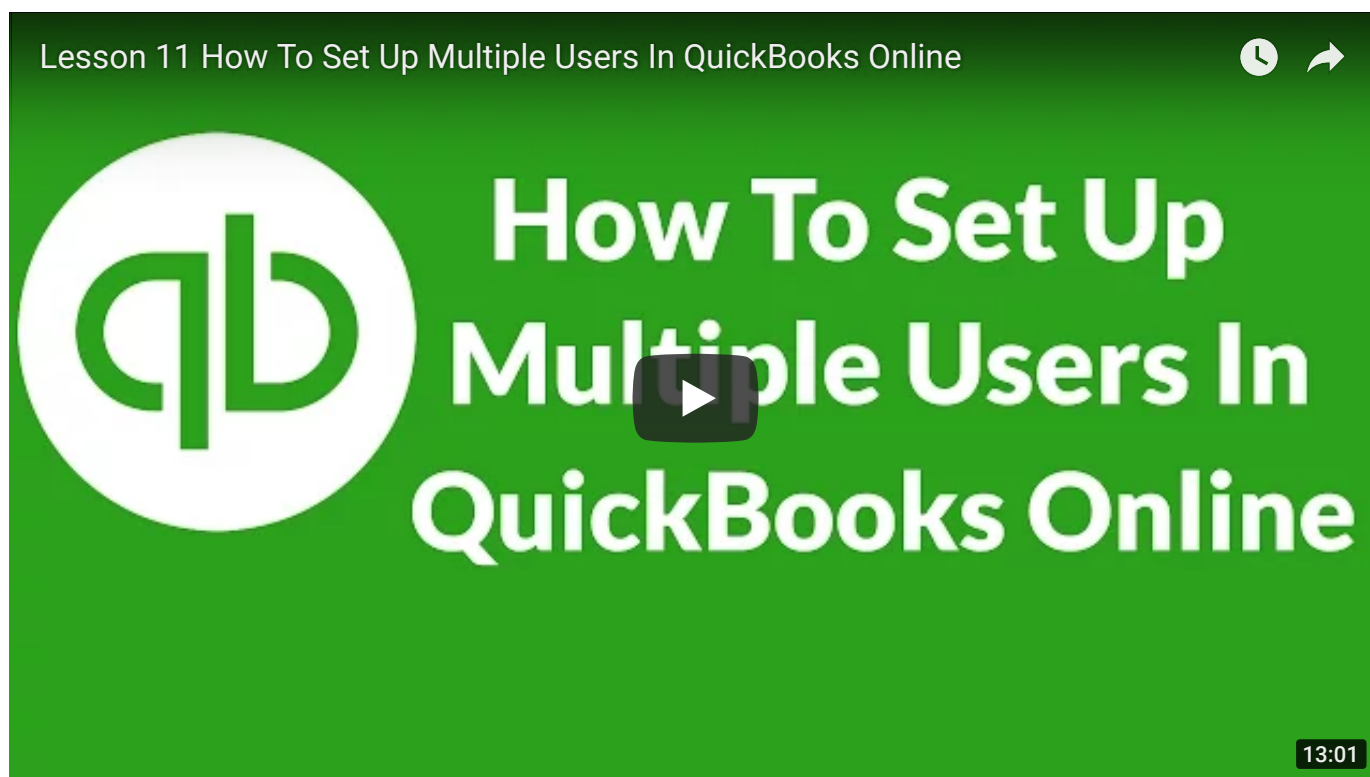 Lesson 11 How To Set Up Multiple Users In QuickBooks Online
How To Set Up
Multiple Users In
QuickBooks Online
qb
13:01